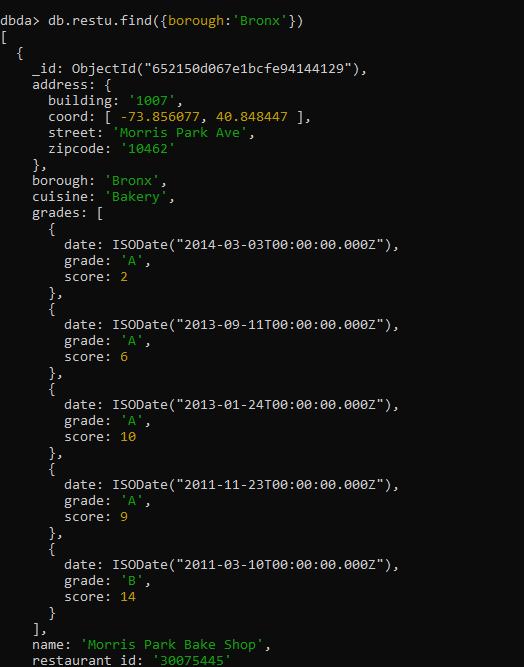 dbda> db.restu.find({borough:'Bronx'})
[
  {
    _id: ObjectId("652150d067e1bcfe94144129"),
    address: {
      building: '1007',
      coord: [ -73.856077, 40.848447 ],
      street: 'Morris Park Ave',
      zipcode: '10462'
    },
    borough: 'Bronx',
    cuisine: 'Bakery',
    grades: [
      {
        date: ISODate("2014-03-03T00:00:00.000Z"),
        grade: 'A',
        score: 2
      },
      {
        date: ISODate("2013-09-11T00:00:00.000Z"),
        grade: 'A',
        score: 6
      },
      {
        date: ISODate("2013-01-24T00:00:00.000Z"),
        grade: 'A',
        score: 10
      },
      {
        date: ISODate("2011-11-23T00:00:00.000Z"),
        grade: 'A',
        score: 9
      },
      {
        date: ISODate("2011-03-10T00:00:00.000Z"),
        grade: 'B',
        score: 14
      }
    ],
    name: 'Morris Park Bake Shop',
    restaurant_id: '30075445'